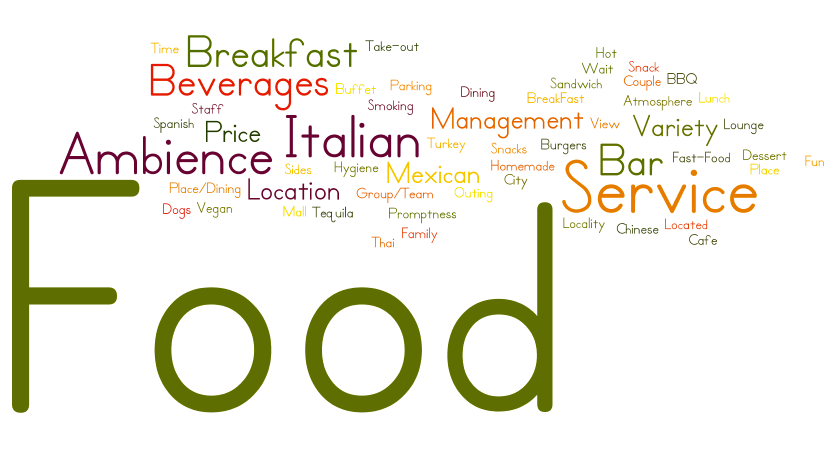 Time
Breakfast
Take-out
Hot
Wait
Snack
Beverages
Buffet
Parking
Dining
Sandwich
Couple
BBQ
Staff
Smoking
BreakFast
Atmosphere
Lunch
Spanish
Price
Italian
Management
View
Variety
Lounge
Ambience
Turkey
Snacks
Burgers
Bar
Fast-Food
Dessert
Fun
Sides
Hygiene
Mexican
Homemade
City
Service
Place
Place/Dining
Location
Group/Team
Outing
Dogs
Vegan
Mall
Tequila
Promptness
Locality
Chinese
Located
Thai
Family
Cafe
Food